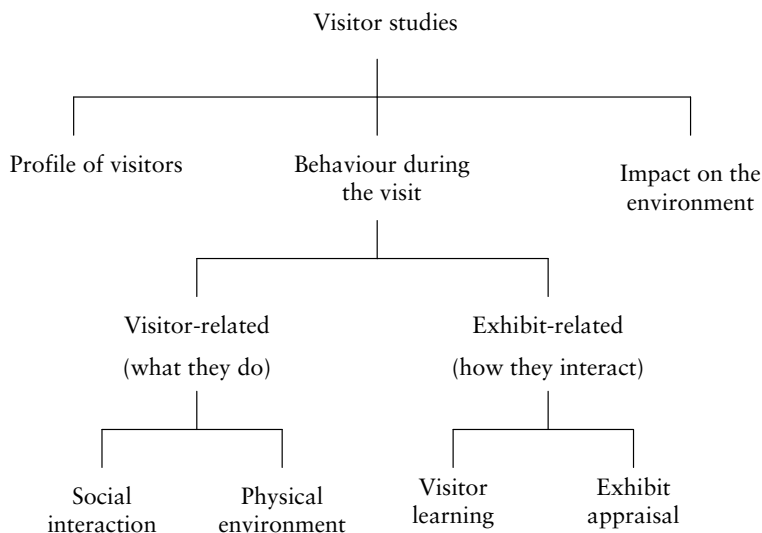 Visitor studies
Profile of visitors
Behaviour during
the visit
Impact on the
environment
Visitor-related
(what they do)
Exhibit-related
(how they interact)
Social
interaction
Physical
environment
Visitor
learning
Exhibit
appraisal